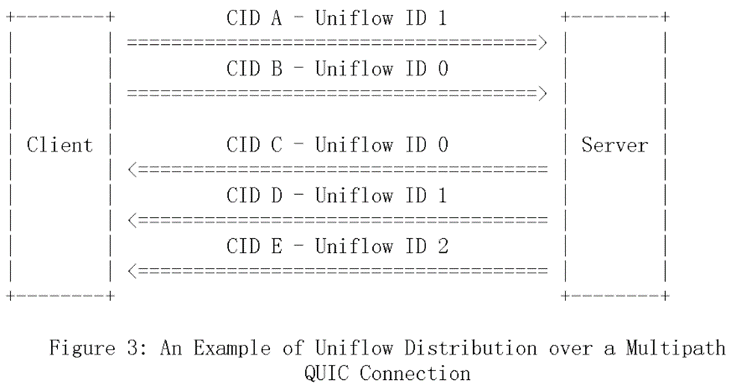 CID A - Uniflow ID 1
CID B - Uniflow ID 0
Client
CID C - Uniflow ID 0
Server
CID D - Uniflow ID 1
CID E - Uniflow ID 2
Figure 3: An Example of Uniflow Distribution over a Multipath
QUIC Connection